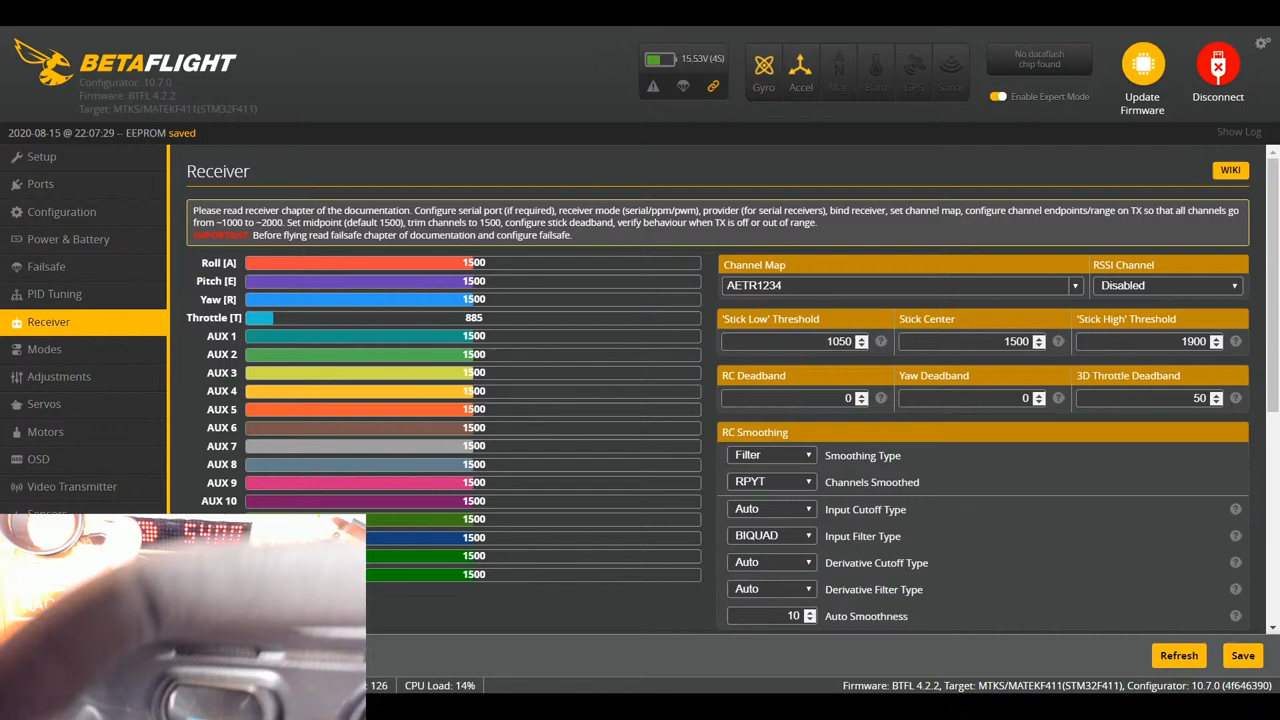 BETAFLIGHT
Configurator: 10.7.0
Firmware: BTFL 4.2.2
Target: MTKS/MATEKF411(STM32F411)
15.53V (4S)
Gyro
Accel
Mag
Baro
GPS
Sonar
No dataflash
chip found
Enable Expert Mode
Update
Firmware
Disconnect
2020-08-15 @ 22:07:29 -- EEPROM saved
Show Log
Setup
Ports
Configuration
Power & Battery
Failsafe
PID Tuning
Receiver
Modes
Adjustments
Servos
Motors
OSD
Video Transmitter
Sensors
Receiver
WIKI
Please read receiver chapter of the documentation. Configure serial port (if required), receiver mode (serial/ppm/pwm), provider (for serial receivers), bind receiver, set channel map, configure channel endpoints/range on TX so that all channels go
from ~1000 to ~2000. Set midpoint (default 1500), trim channels to 1500, configure stick deadband, verify behaviour when TX is off or out of range.
IMPORTANT: Before flying read failsafe chapter of documentation and configure failsafe.
Roll [A] 1500
Pitch [E] 1500
Yaw [R] 1500
Throttle [T] 885
AUX 1 1500
AUX 2 1500
AUX 3 1500
AUX 4 1500
AUX 5 1500
AUX 6 1500
AUX 7 1500
AUX 8 1500
AUX 9 1500
AUX 10 1500
1500
1500
1500
1500
Channel Map
RSSI Channel
AETR1234
Disabled
'Stick Low' Threshold
Stick Center
'Stick High' Threshold
1050
1500
1900
RC Deadband
Yaw Deadband
3D Throttle Deadband
0
0
50
RC Smoothing
Filter Smoothing Type
RPYT Channels Smoothed
Auto Input Cutoff Type
BIQUAD Input Filter Type
Auto Derivative Cutoff Type
Auto Derivative Filter Type
10 Auto Smoothness
Refresh
Save
126
CPU Load: 14%
Firmware: BTFL 4.2.2, Target: MTKS/MATEKF411(STM32F411), Configurator: 10.7.0 (4f646390)